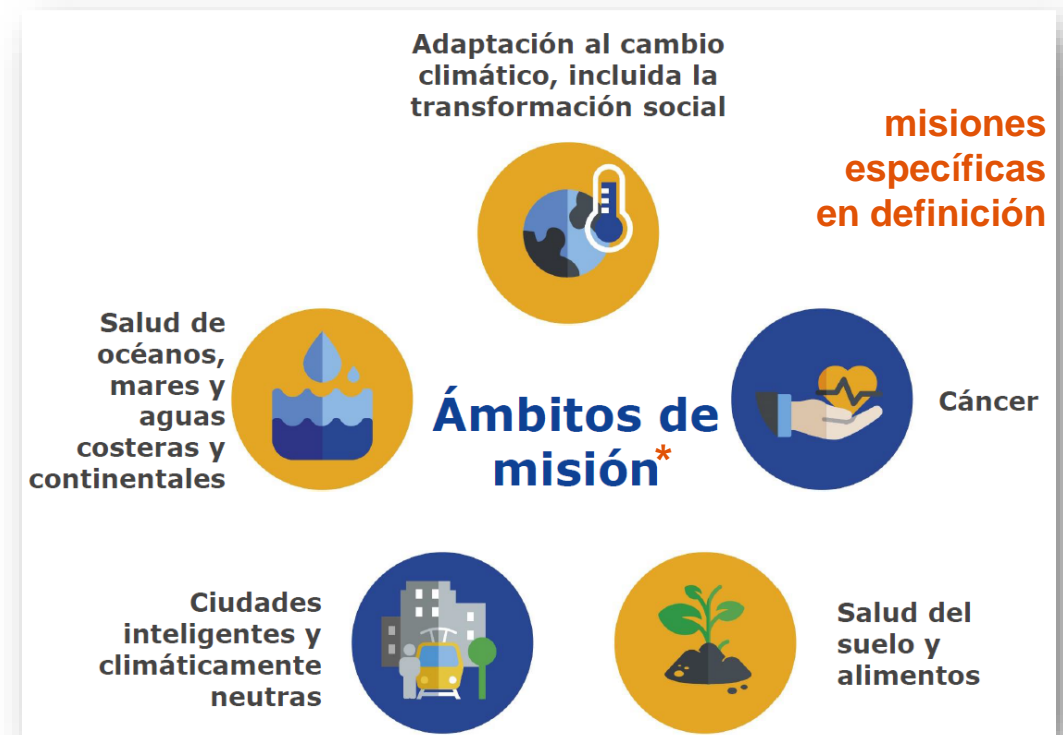 Adaptación al cambio
climático, incluida la
transformación social
misiones
específicas
en definición
Salud de
océanos,
mares y
aguas
costeras y
continentales
Ámbitos de
misión*
Cáncer
Ciudades
inteligentes y
climáticamente
neutras
Salud del
suelo y
alimentos